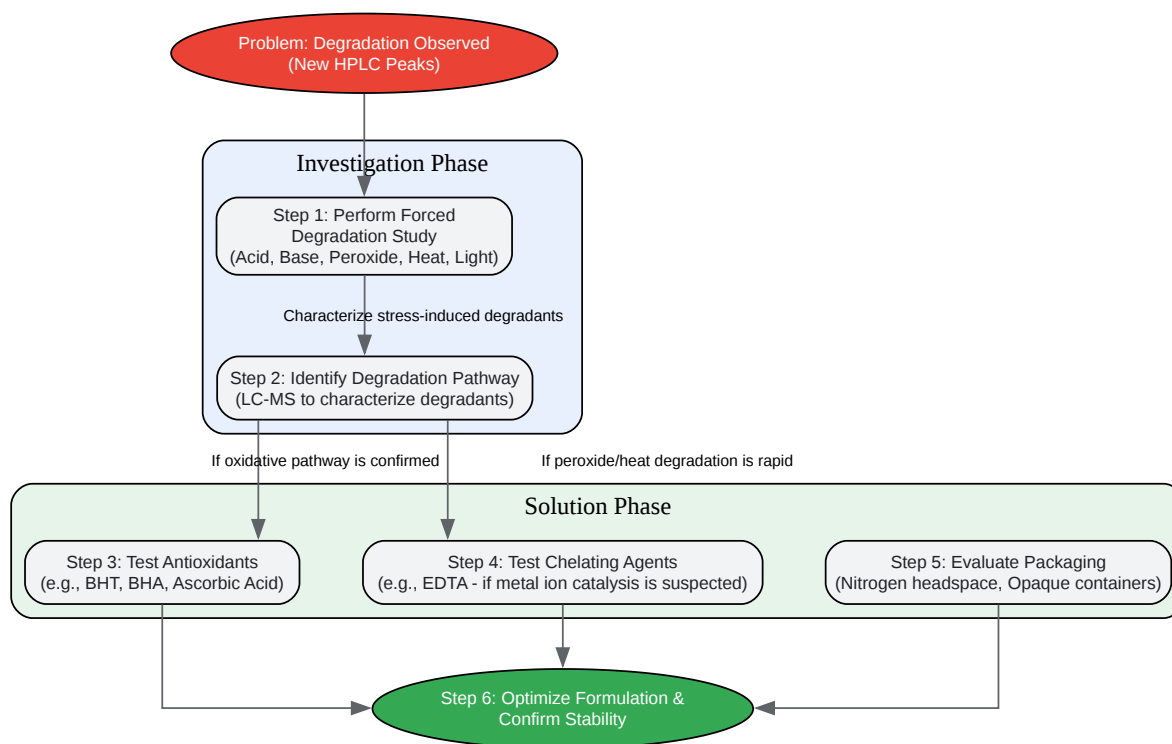 Problem: Degradation Observed
(New HPLC Peaks)
Investigation Phase
Step 1: Perform Forced
Degradation Study
(Acid, Base, Peroxide, Heat, Light)
Characterize stress-induced degradants
Step 2: Identify Degradation Pathway
(LC-MS to characterize degradants)
If oxidative pathway is confirmed
If peroxide/heat degradation is rapid
Solution Phase
Step 3: Test Antioxidants
(e.g., BHT, BHA, Ascorbic Acid)
Step 4: Test Chelating Agents
(e.g., EDTA - if metal ion catalysis is suspected)
Step 5: Evaluate Packaging
(Nitrogen headspace, Opaque containers)
Step 6: Optimize Formulation &
Confirm Stability